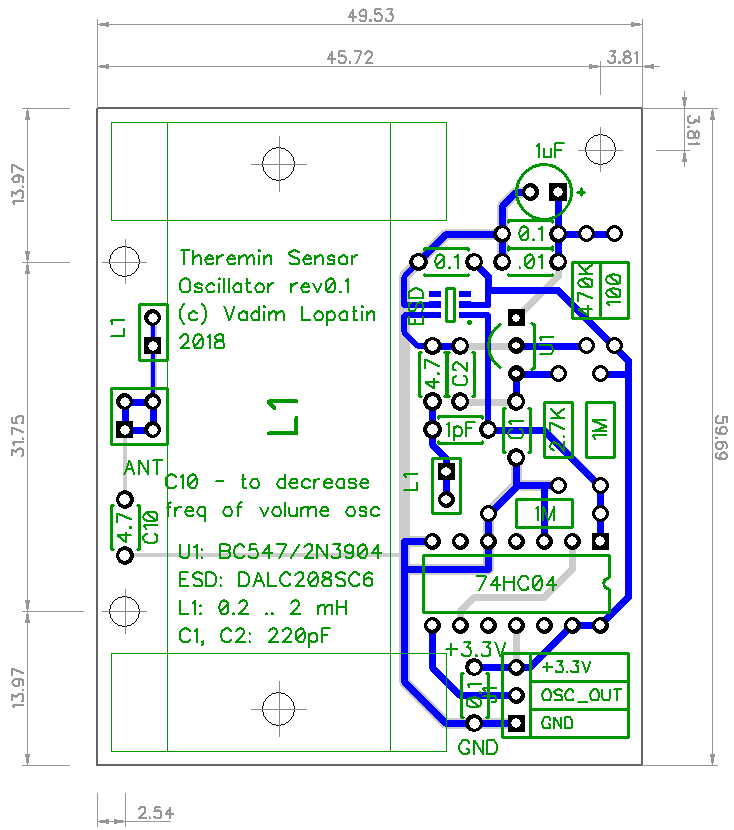 49.53
45.72
3.81
3.81
13.97
1uF
+
0.1
0.1
.01
Theremin Sensor
Oscillator rev0.1
(c) Vadim Lopatin
2018
ESD
470K
100
L1
U1
4.7
C2
L1
1pF
C1
2.7K
1M
31.75
59.69
ANT
C10 - to decrease
freq of volume osc
L1
4.7
C10
1M
U1: BC547/2N3904
ESD: DALC208SC6
L1: 0.2 .. 2 mH
C1, C2: 220pF
74HC04
+3.3V
+3.3V
0.1
J1
OSC_OUT
GND
GND
13.97
2.54